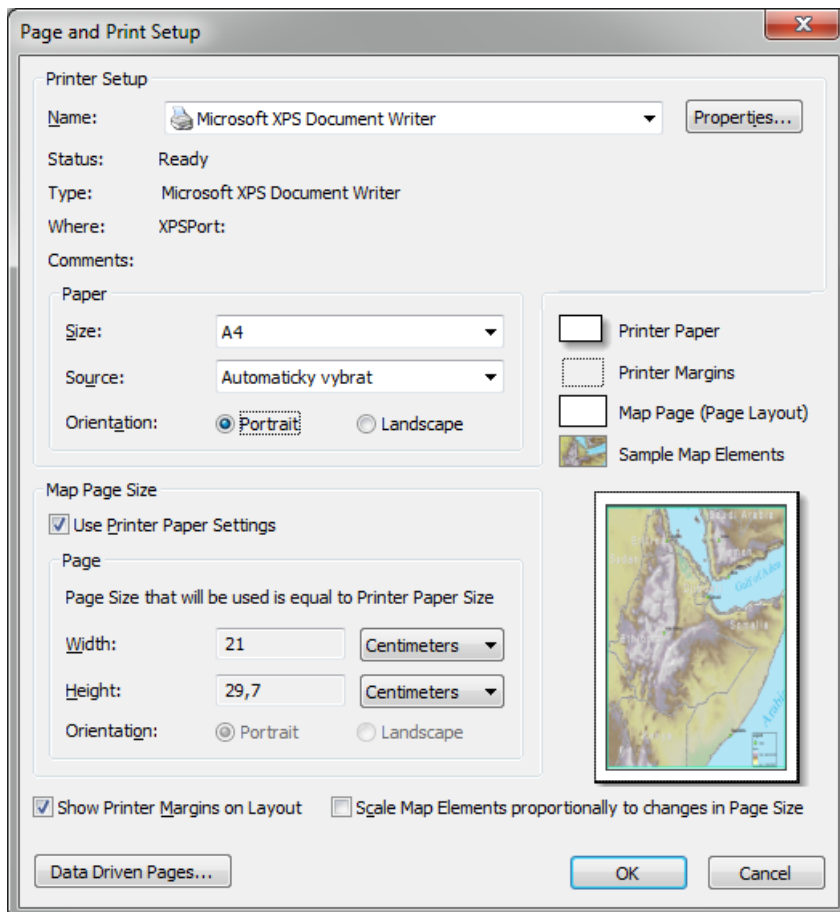 Page and Print Setup
Printer Setup
Name:
Microsoft XPS Document Writer
Properties...
Status:
Ready
Type:
Microsoft XPS Document Writer
Where:
XPSPort:
Comments:
Paper
Size:
A4
Source:
Automaticky vybrat
Orientation:
Portrait
Landscape
Printer Paper
Printer Margins
Map Page (Page Layout)
Sample Map Elements
Map Page Size
Use Printer Paper Settings
Page
Page Size that will be used is equal to Printer Paper Size
Width:
21
Centimeters
Height:
29,7
Centimeters
Orientation:
Portrait
Landscape
Gulf of Aden
Somalia
Show Printer Margins on Layout
Scale Map Elements proportionally to changes in Page Size
Data Driven Pages...
OK
Cancel